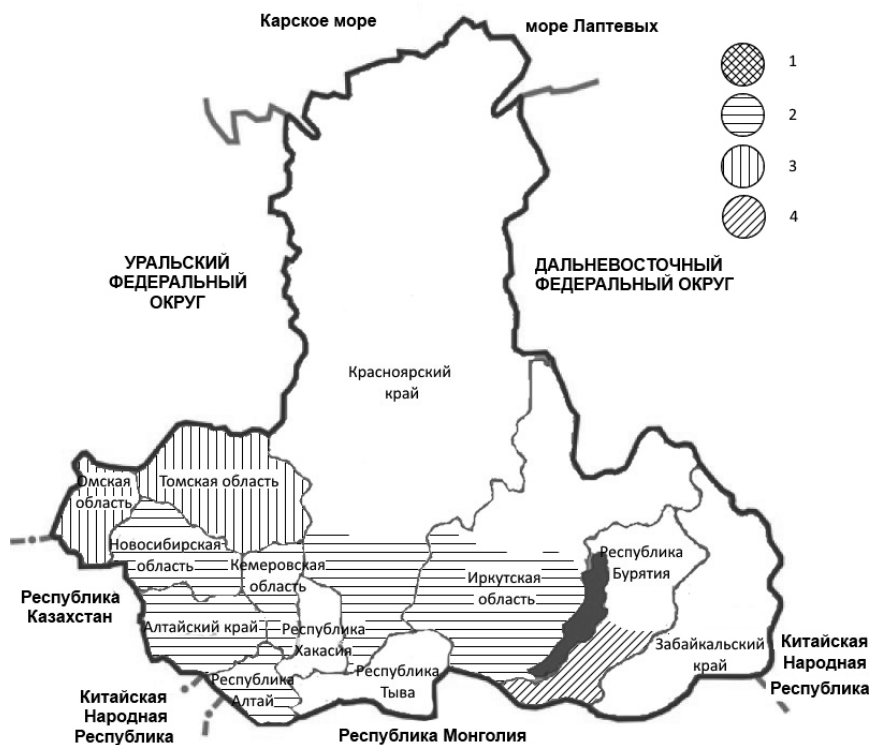 Карское море
море Лаптевых
1
2
3
4
УРАЛЬСКИЙ
ФЕДЕРАЛЬНЫЙ
ОКРУГ
ДАЛЬНЕВОСТОЧНЫЙ
ФЕДЕРАЛЬНЫЙ ОКРУГ
Красноярский
край
Омская
область
Томская область
Новосибирская
область
Кемеровская
область
Иркутская
область
Республика
Бурятия
Республика
Казахстан
Алтайский край
Республика
Хакасия
Забайкальский
край
Китайская
Народная
Республика
Республика
Алтай
Республика
Тыва
Китайская
Народная
Республика
Республика Монголия